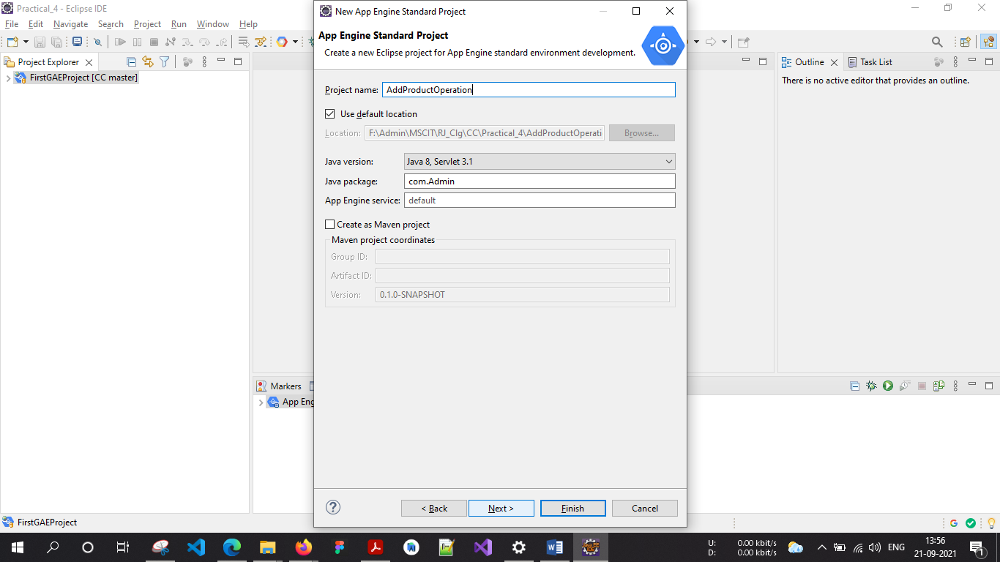 Practical_4 - Eclipse IDE
File Edit Navigate Search Project Run Window Help
Project Explorer
FirstGAEProject [CC master]
New App Engine Standard Project
App Engine Standard Project
Create a new Eclipse project for App Engine standard environment development.
Project name: AddProductOperation
Use default location
Location: F:\Admin\MSCIT\RJ_Clg\CC\Practical_4\AddProductOperati Browse...
Java version: Java 8, Servlet 3.1
Java package: com.Admin
App Engine service: default
Create as Maven project
Maven project coordinates
Group ID:
Artifact ID:
Version: 0.1.0-SNAPSHOT
< Back Next > Finish Cancel
Outline Task List
There is no active editor that provides an outline.
Markers
App Eng
FirstGAEProject
U: 0.00 kbit/s
D: 0.00 kbit/s
ENG
13:56
21-09-2021
1